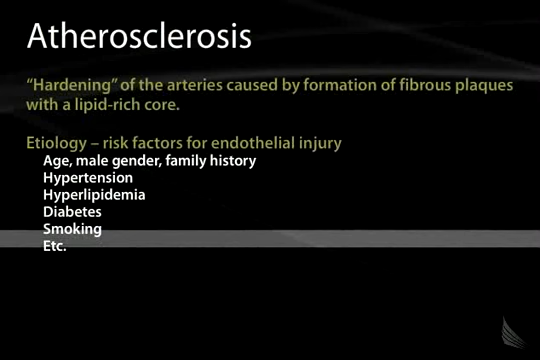 Atherosclerosis
“Hardening” of the arteries caused by formation of fibrous plaques
with a lipid-rich core.
Etiology – risk factors for endothelial injury
Age, male gender, family history
Hypertension
Hyperlipidemia
Diabetes
Smoking
Etc.